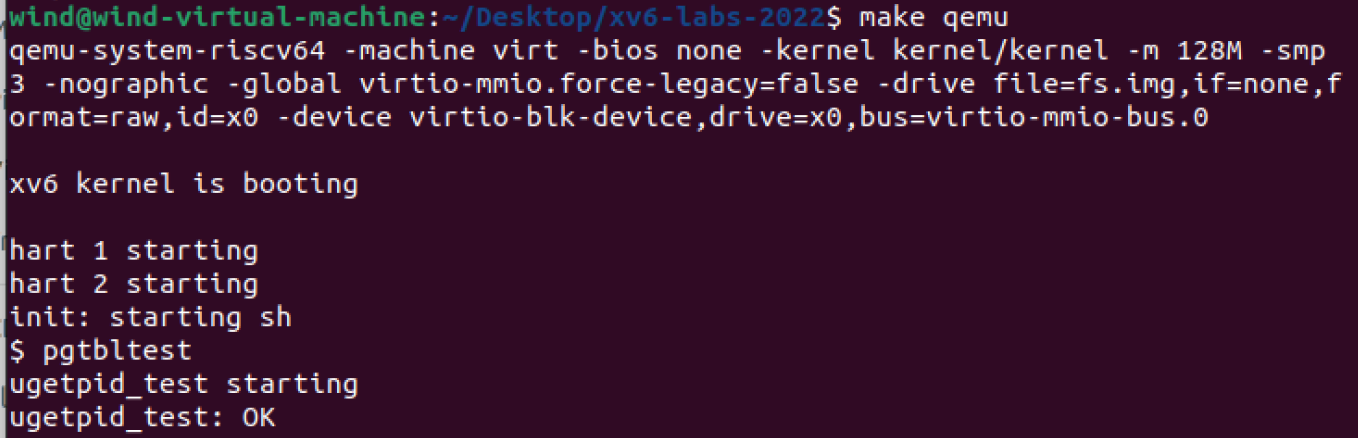 wind@wind-virtual-machine:~/Desktop/xv6-labs-2022$ make qemu
qemu-system-riscv64 -machine virt -bios none -kernel kernel/kernel -m 128M -smp
3 -nographic -global virtio-mmio.force-legacy=false -drive file=fs.img,if=none,f
ormat=raw,id=x0 -device virtio-blk-device,drive=x0,bus=virtio-mmio-bus.0
xv6 kernel is booting
hart 1 starting
hart 2 starting
init: starting sh
$ pgtbltest
ugetpid_test starting
ugetpid_test: OK